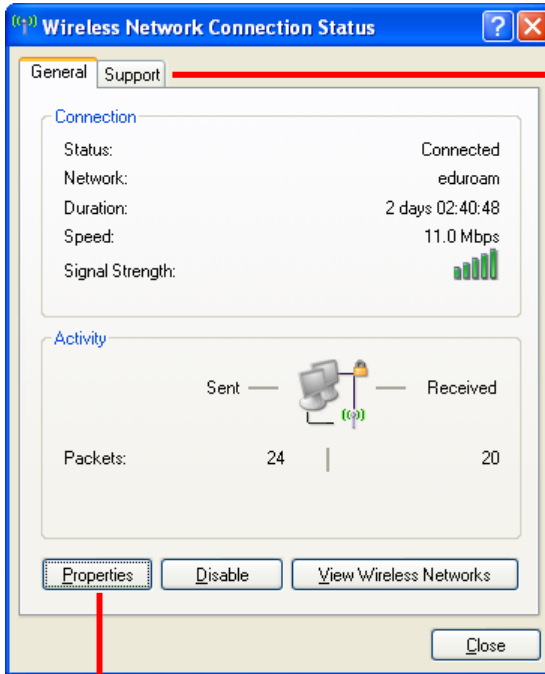 Wireless Network Connection Status
General Support
Connection
Status: Connected
Network: eduroam
Duration: 2 days 02:40:48
Speed: 11.0 Mbps
Signal Strength:
Activity
Sent Received
Packets: 24 20
Properties Disable View Wireless Networks
Close